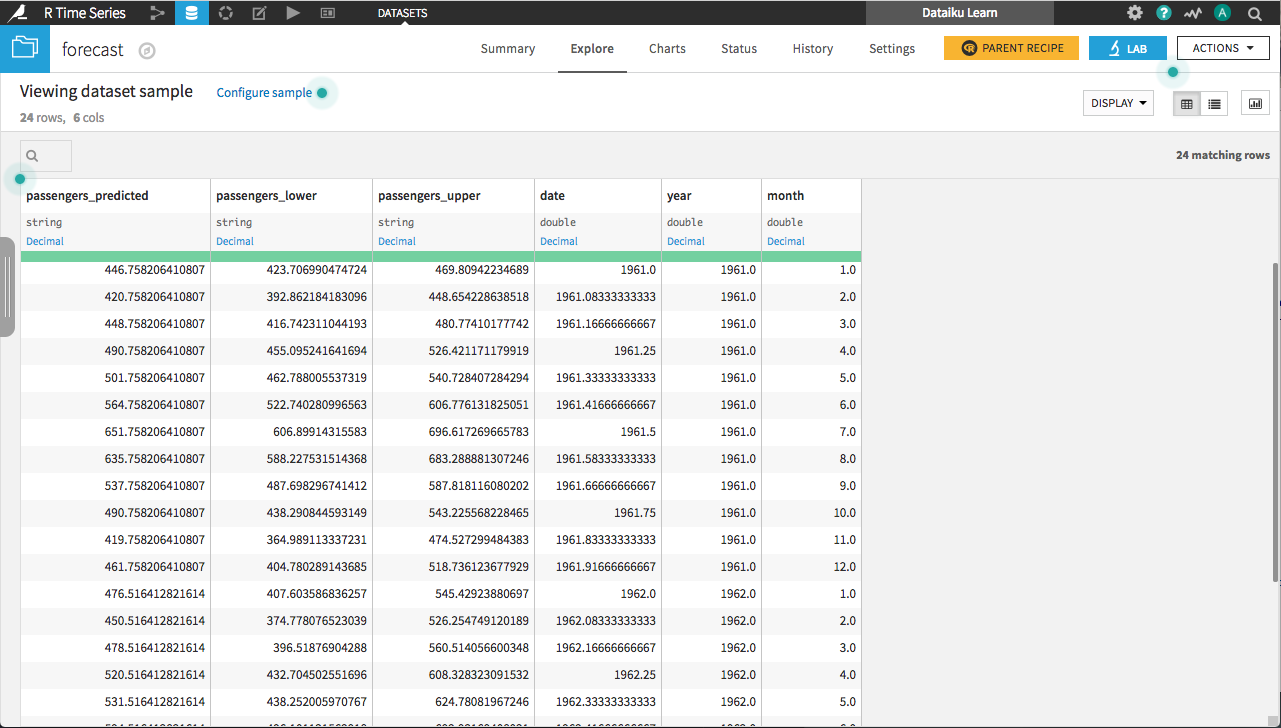 R Time Series DATASETS Dataiku Learn ? A
forecast Summary Explore Charts Status History Settings R PARENT RECIPE LAB ACTIONS
Viewing dataset sample Configure sample
24 rows, 6 cols DISPLAY
24 matching rows
passengers_predicted passengers_lower passengers_upper date year month
string string string double double double
Decimal Decimal Decimal Decimal Decimal Decimal
446.758206410807 423.706990474724 469.80942234689 1961.0 1961.0 1.0
420.758206410807 392.862184183096 448.654228638518 1961.08333333333 1961.0 2.0
448.758206410807 416.742311044193 480.77410177742 1961.16666666667 1961.0 3.0
490.758206410807 455.095241641694 526.421171179919 1961.25 1961.0 4.0
501.758206410807 462.788005537319 540.728407284294 1961.33333333333 1961.0 5.0
564.758206410807 522.740280996563 606.776131825051 1961.41666666667 1961.0 6.0
651.758206410807 606.89914315583 696.617269665783 1961.5 1961.0 7.0
635.758206410807 588.227531514368 683.288881307246 1961.58333333333 1961.0 8.0
537.758206410807 487.698296741412 587.818116080202 1961.66666666667 1961.0 9.0
490.758206410807 438.290844593149 543.225568228465 1961.75 1961.0 10.0
419.758206410807 364.989113337231 474.527299484383 1961.83333333333 1961.0 11.0
461.758206410807 404.780289143685 518.736123677929 1961.91666666667 1961.0 12.0
476.516412821614 407.603586836257 545.42923880697 1962.0 1962.0 1.0
450.516412821614 374.778076523039 526.254749120189 1962.08333333333 1962.0 2.0
478.516412821614 396.51876904288 560.514056600348 1962.16666666667 1962.0 3.0
520.516412821614 432.704502551696 608.328323091532 1962.25 1962.0 4.0
531.516412821614 438.252005970767 624.78081967246 1962.33333333333 1962.0 5.0